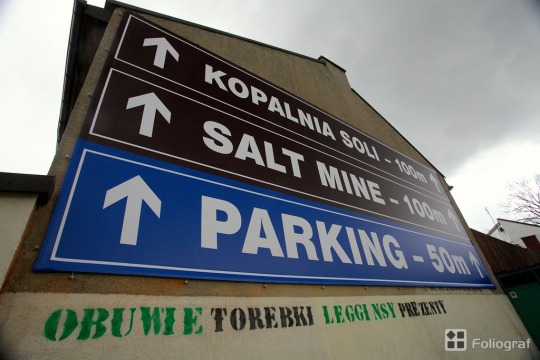 KOPALNIA SOLI - 100m
SALT MINE - 100m
PARKING - 50m
OBUWIE TOREBKI LEGGINSY PREZENTY
Foliograf